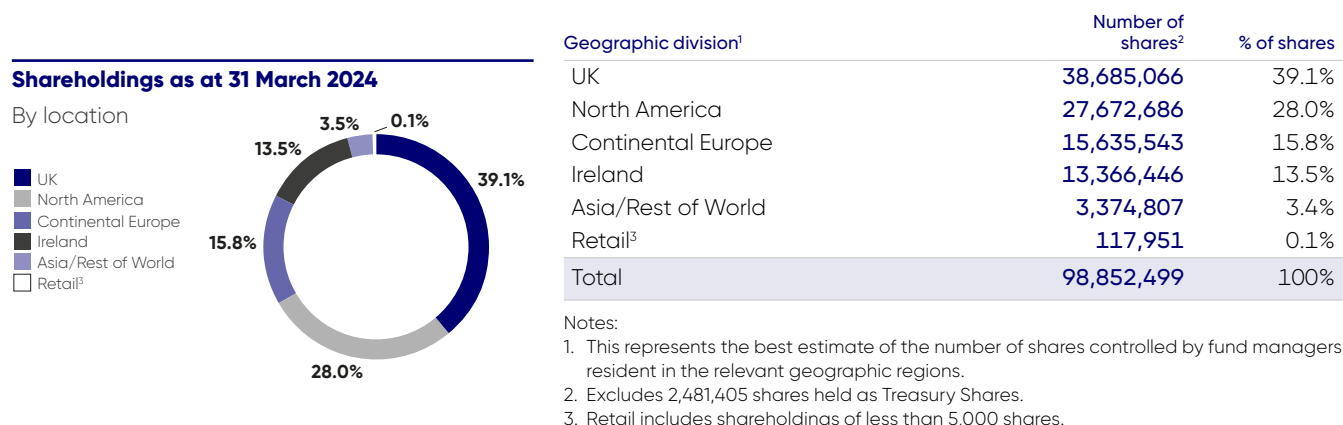 Shareholdings as at 31 March 2024
By location
UK
North America
Continental Europe
Ireland
Asia/Rest of World
Retail³
0.1%
3.5%
13.5%
39.1%
15.8%
28.0%
Geographic division¹ Number of shares² % of shares
UK 38,685,066 39.1%
North America 27,672,686 28.0%
Continental Europe 15,635,543 15.8%
Ireland 13,366,446 13.5%
Asia/Rest of World 3,374,807 3.4%
Retail³ 117,951 0.1%
Total 98,852,499 100%
Notes:
1. This represents the best estimate of the number of shares controlled by fund managers
resident in the relevant geographic regions.
2. Excludes 2,481,405 shares held as Treasury Shares.
3. Retail includes shareholdings of less than 5,000 shares.